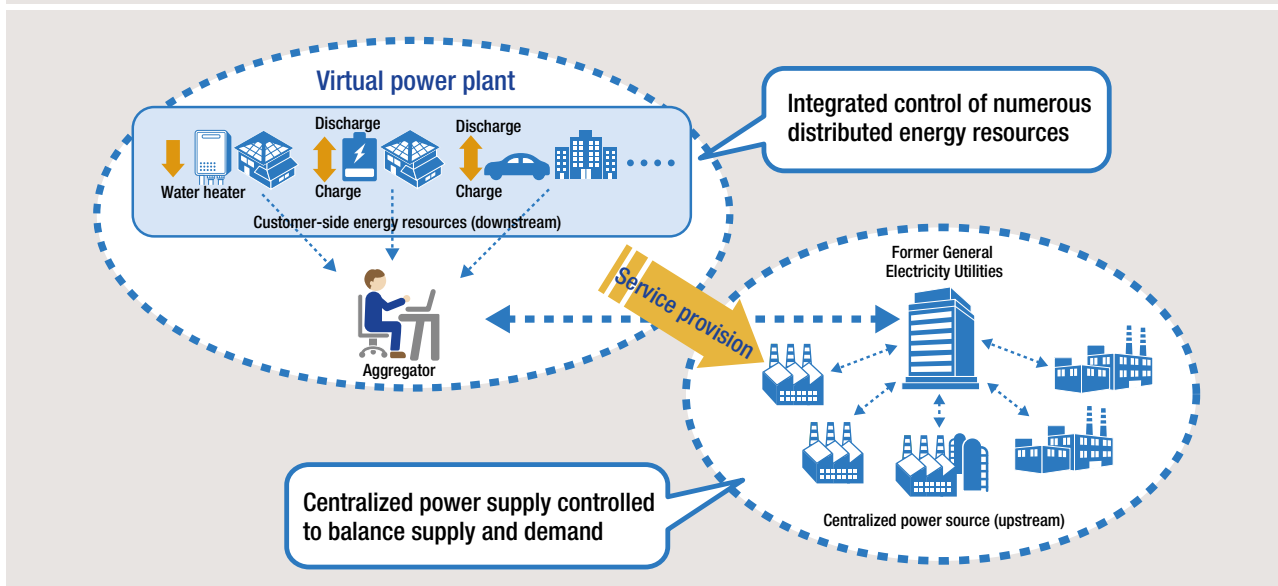 Virtual power plant
Integrated control of numerous
distributed energy resources
Discharge
Discharge
Water heater
Charge
Charge
Customer-side energy resources (downstream)
Former General
Electricity Utilities
Service provision
Aggregator
Centralized power supply controlled
to balance supply and demand
Centralized power source (upstream)